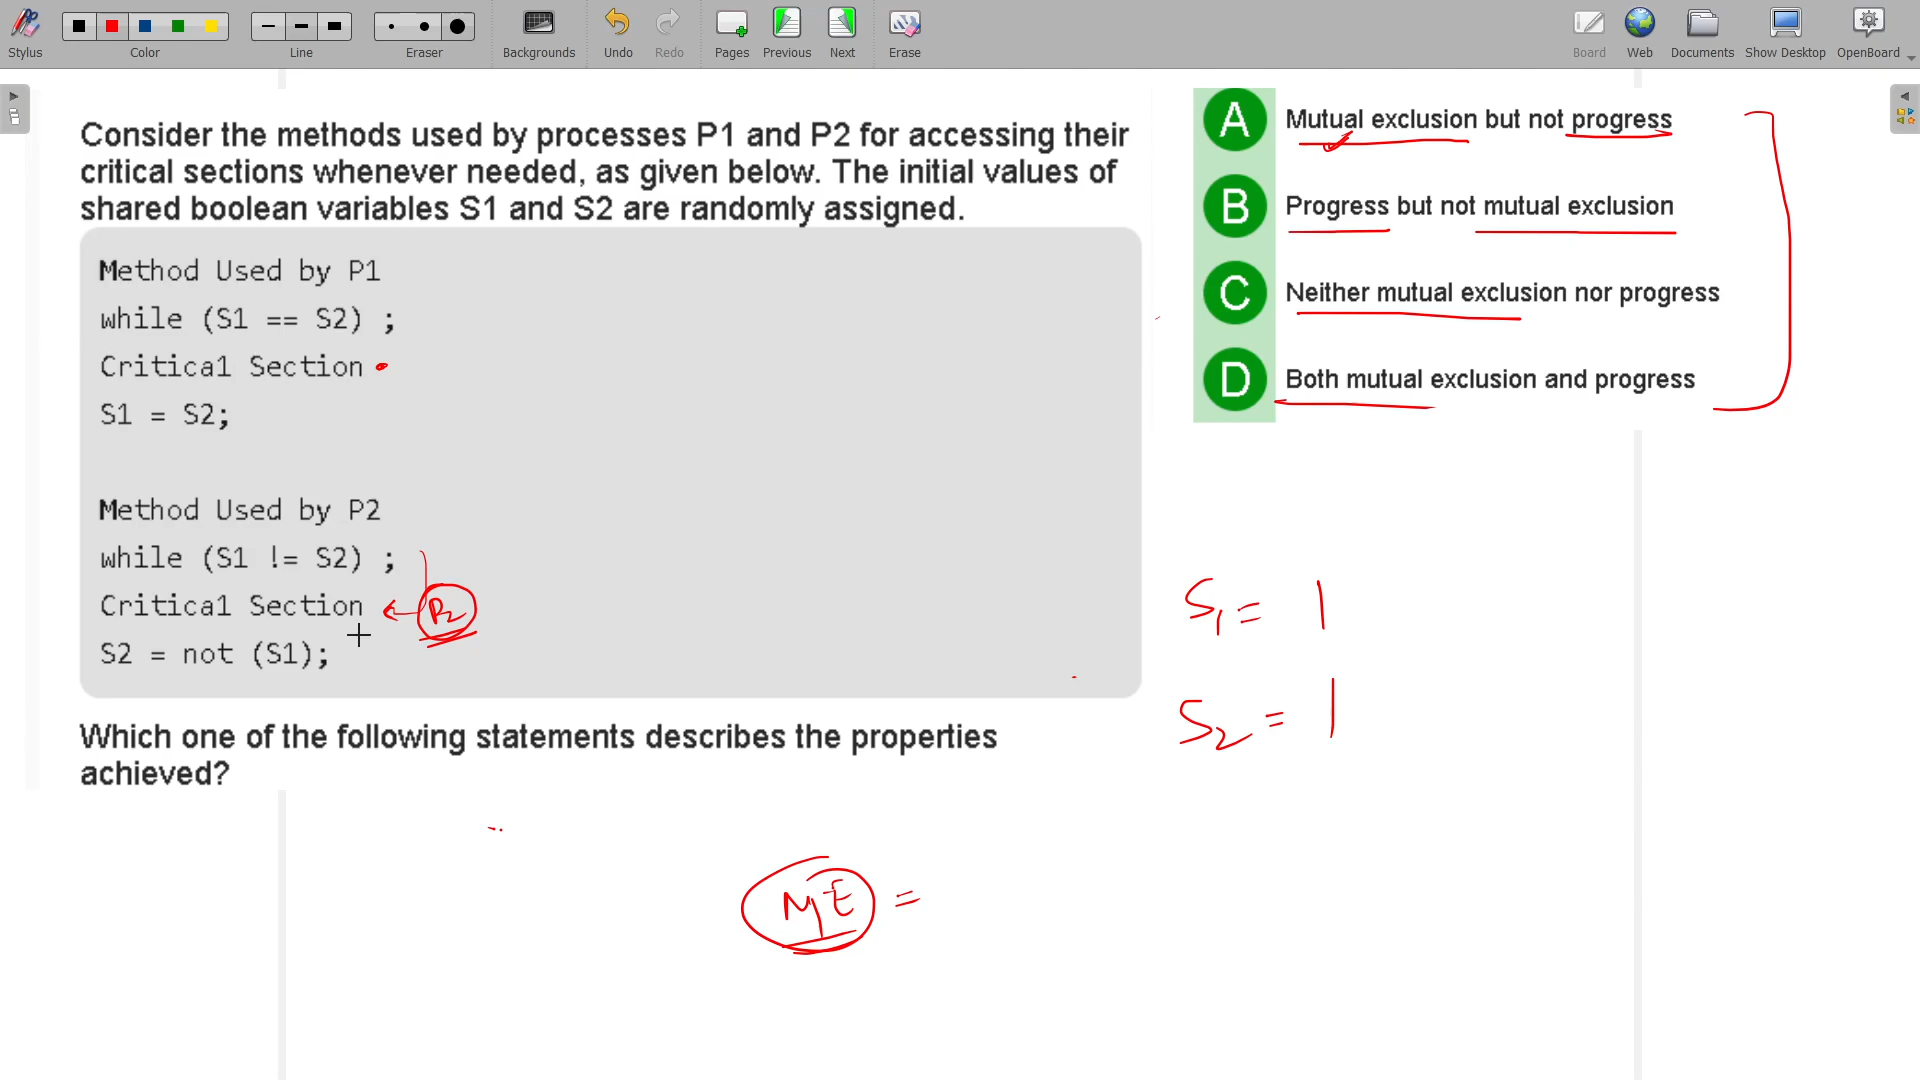 Stylus
Color
Line
Eraser
Backgrounds
Undo
Redo
Pages
Previous
Next
Erase
Board
Web
Documents
Show Desktop
OpenBoard
Consider the methods used by processes P1 and P2 for accessing their
critical sections whenever needed, as given below. The initial values of
shared boolean variables S1 and S2 are randomly assigned.
Method Used by P1
while (S1 == S2) ;
Critica1 Section
S1 = S2;
Method Used by P2
while (S1 != S2) ;
Critica1 Section
P2
S2 = not (S1);
Which one of the following statements describes the properties
achieved?
A Mutual exclusion but not progress
B Progress but not mutual exclusion
C Neither mutual exclusion nor progress
D Both mutual exclusion and progress
S1 = 1
S2 = 1
ME =